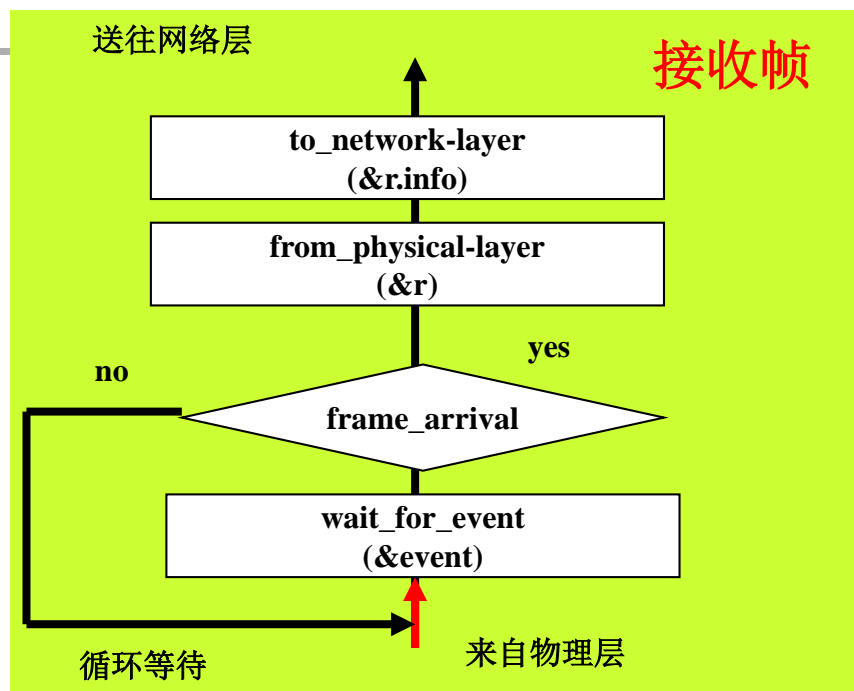 送往网络层
接收帧
to_network-layer
(&r.info)
from_physical-layer
(&r)
yes
no
frame_arrival
wait_for_event
(&event)
来自物理层
循环等待